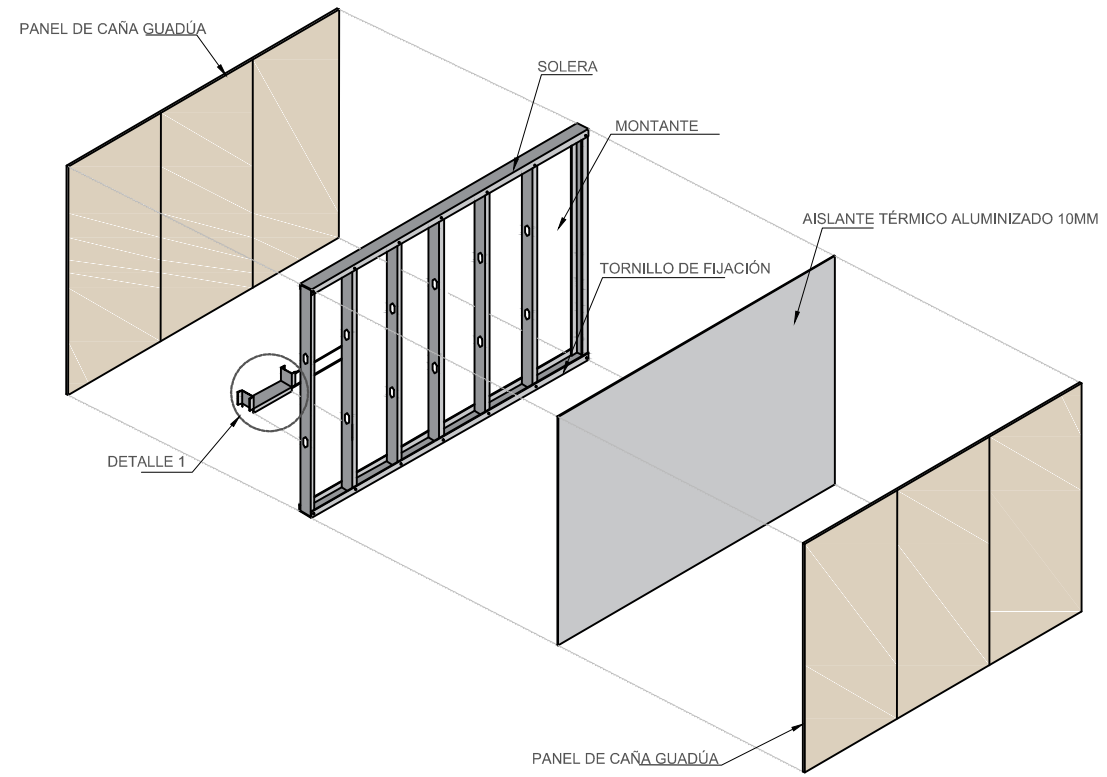 PANEL DE CAÑA GUADÚA
SOLERA
MONTANTE
AISLANTE TÉRMICO ALUMINIZADO 10MM
TORNILLO DE FIJACIÓN
DETALLE 1
PANEL DE CAÑA GUADÚA